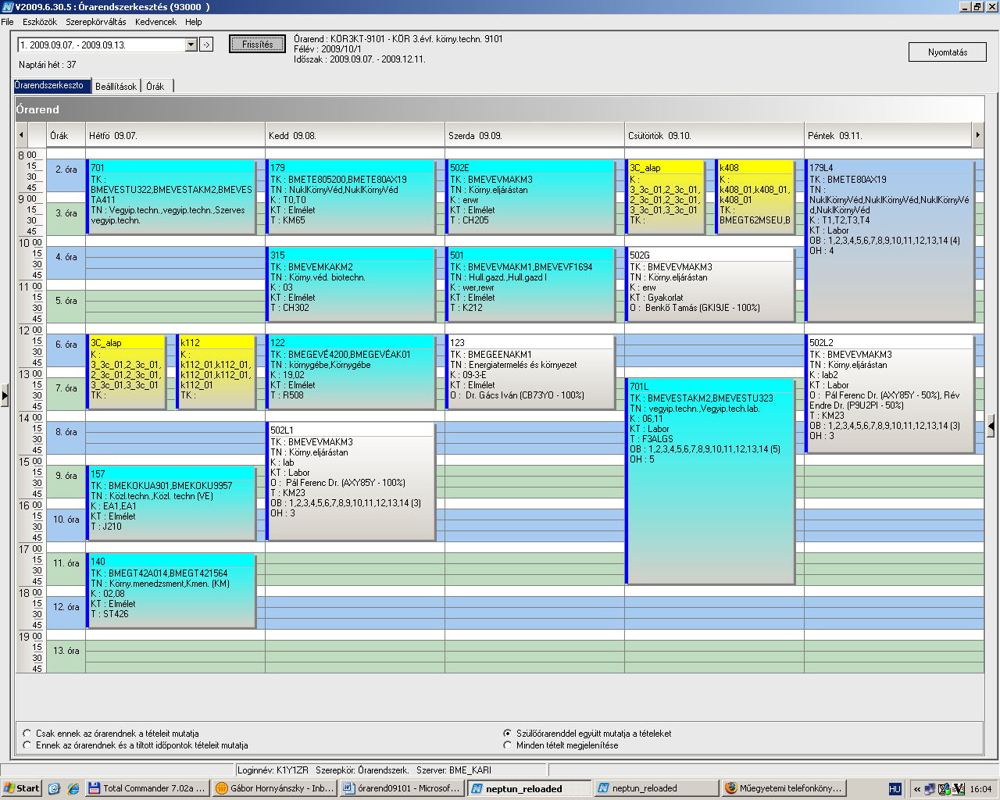 V2009.6.30.5 : Órarendszerkesztés (93000  )
File Eszközök Szerepkörváltás Kedvencek Help
1. 2009.09.07. - 2009.09.13.
->
Frissítés
Órarend : KÖR3KT-9101 - KÖR 3.évf. körny.techn. 9101
Félév : 2009/10/1
Időszak : 2009.09.07. - 2009.12.11.
Nyomtatás
Naptári hét : 37
Órarendszerkeszto Beállítások Órák
Órarend
Órák Hétfő 09.07. Kedd 09.08. Szerda 09.09. Csütörtök 09.10. Péntek 09.11.
8 00
15
30
45
9 00
15
30
45
10 00
15
30
45
11 00
15
30
45
12 00
15
30
45
13 00
15
30
45
14 00
15
30
45
15 00
15
30
45
16 00
15
30
45
17 00
15
30
45
18 00
15
30
45
19 00
15
30
45
2. óra
3. óra
4. óra
5. óra
6. óra
7. óra
8. óra
9. óra
10. óra
11. óra
12. óra
13. óra
701
TK :
BMEVESTU322,BMEVESTAKM2,BMEVES
TA411
TN : Vegyip.techn.,vegyip.techn.,Szerves
vegyip.techn.
3C_alap
K :
3_3c_01,2_3c_01,
2_3c_01,2_3c_01,
3_3c_01,3_3c_01
TK :
k112
K :
k112_01,k112_01,
k112_01,k112_01,
k112_01
TK :
157
TK : BMEKOKUA901,BMEKOKU9957
TN : Közl.techn.,Közl. techn (VE)
K : EA1,EA1
KT : Elmélet
T : J210
140
TK : BMEGT42A014,BMEGT421564
TN : Körny.menedzsment,Kmen. (KM)
K : 02,08
KT : Elmélet
T : ST426
179
TK : BMETE805200,BMETE80AX19
TN : NuklKörnyVéd,NuklKörnyVéd
K : T0,T0
KT : Elmélet
T : KM65
315
TK : BMEVEMKAKM2
TN : Körny.véd. biotechn.
K : 03
KT : Elmélet
T : CH302
122
TK : BMEGEVÉ4200,BMEGEVÉAK01
TN : környgébe,Környgébe
K : 19,02
KT : Elmélet
T : R508
502L1
TK : BMEVEVMAKM3
TN : Körny.eljárástan
K : lab
KT : Labor
O :  Pál Ferenc Dr. (AXY85Y - 100%)
T : KM23
OB : 1,2,3,4,5,6,7,8,9,10,11,12,13,14 (3)
OH : 3
502E
TK : BMEVEVMAKM3
TN : Körny.eljárástan
K : erwr
KT : Elmélet
T : CH205
501
TK : BMEVEVMAKM1,BMEVEVF1694
TN : Hull.gazd.,Hull.gazd I
K : wer,rewr
KT : Elmélet
T : K212
123
TK : BMEGEENAKM1
TN : Energiatermelés és környezet
K : 09-3-E
KT : Elmélet
O :  Dr. Gács Iván (CB73YO - 100%)
3C_alap
K :
3_3c_01,2_3c_01,
2_3c_01,2_3c_01,
3_3c_01,3_3c_01
TK :
k408
K :
k408_01,k408_01,
k408_01
TK :
BMEGT62MSEU,B
502G
TK : BMEVEVMAKM3
TN : Körny.eljárástan
K : erw
KT : Gyakorlat
O :  Benkő Tamás (GKI9JE - 100%)
701L
TK : BMEVESTAKM2,BMEVESTU323
TN : vegyip.techn.,Vegyip.tech.lab.
K : 06,11
KT : Labor
T : F3ALGS
OB : 1,2,3,4,5,6,7,8,9,10,11,12,13,14 (5)
OH : 5
179L4
TK : BMETE80AX19
TN :
NuklKörnyVéd,NuklKörnyVéd,NuklKörnyVé
d,NuklKörnyVéd
K : T1,T2,T3,T4
KT : Labor
OB : 1,2,3,4,5,6,7,8,9,10,11,12,13,14 (4)
OH : 4
502L2
TK : BMEVEVMAKM3
TN : Körny.eljárástan
K : lab2
KT : Labor
O :  Pál Ferenc Dr. (AXY85Y - 50%), Rév
Endre Dr. (P9U2PI - 50%)
T : KM23
OB : 1,2,3,4,5,6,7,8,9,10,11,12,13,14 (3)
OH : 3
Csak ennek az órarendnek a tételeit mutatja
Ennek az órarendnek és a tiltott időpontok tételeit mutatja
Szülőórarenddel együtt mutatja a tételeket
Minden tételt megjelenítése
Loginnév: K1Y1ZR Szerepkör: Órarendszerk. Szerver: BME_KARI
Start Total Commander 7.02a ... Gábor Hornyánszky - Inb... órarend09101 - Microsof... neptun_reloaded neptun_reloaded Műegyetemi telefonköny... HU « 16:04